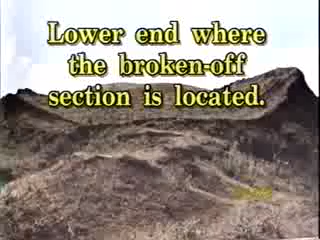 Lower end where
the broken-off
section is located.